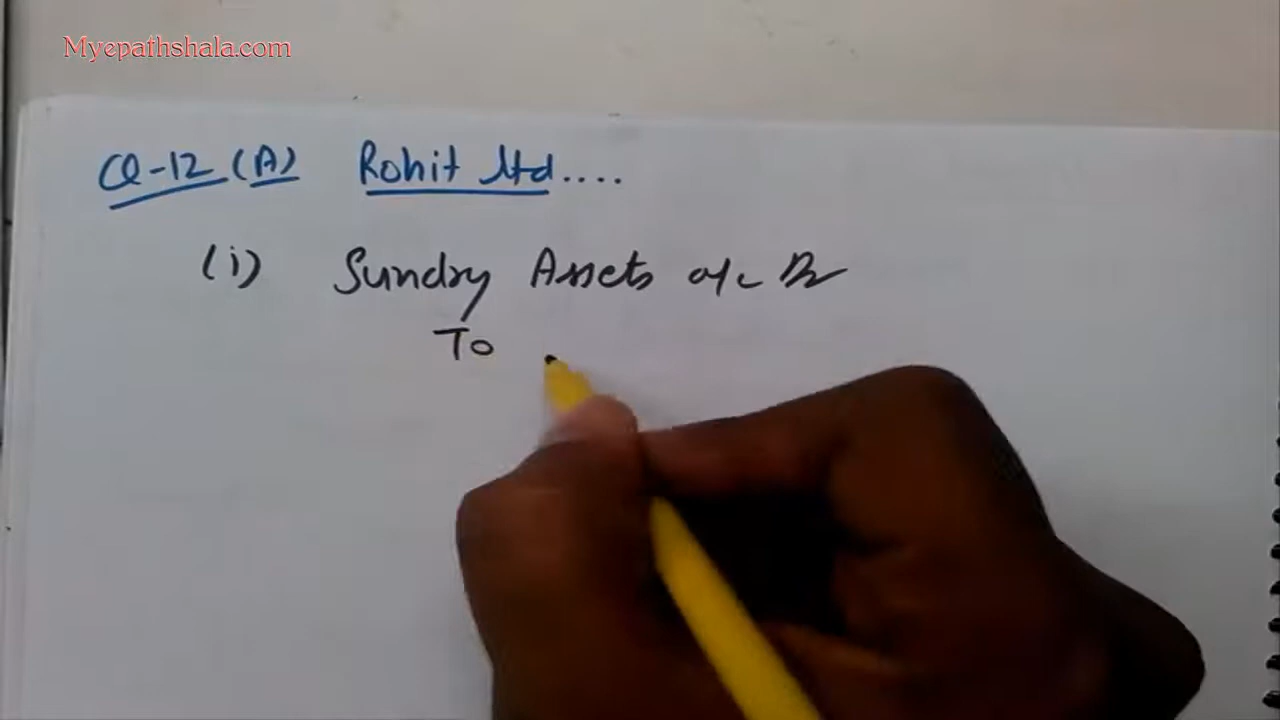 Myepathshala.com
Q-12 (A) Rohit ltd....
(i) Sundry Assets a/c Dr
To